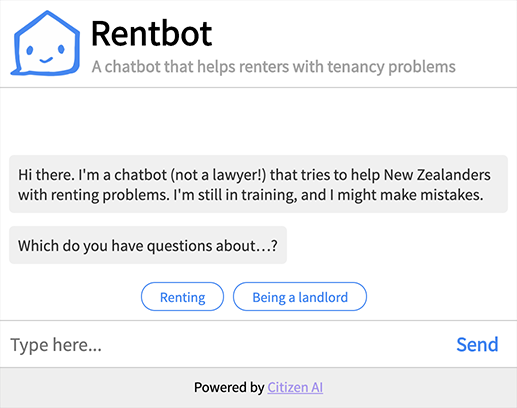 Rentbot
A chatbot that helps renters with tenancy problems
Hi there. I'm a chatbot (not a lawyer!) that tries to help New Zealanders
with renting problems. I'm still in training, and I might make mistakes.
Which do you have questions about…?
Renting
Being a landlord
Type here...
Send
Powered by Citizen AI